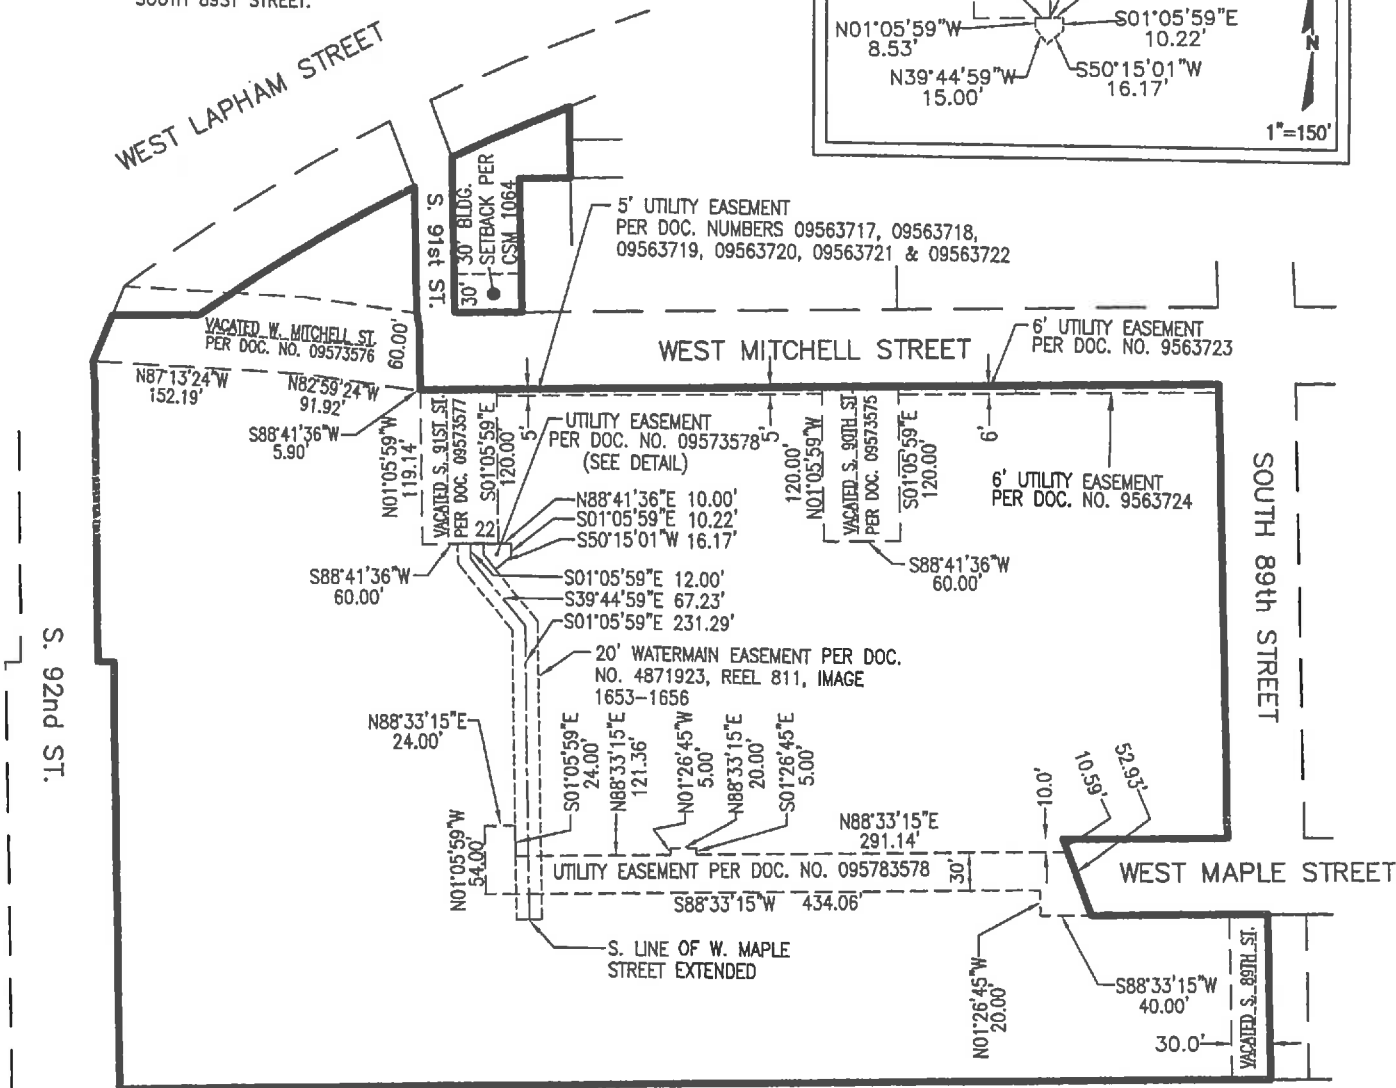 SOUTH 89ST STREET.
N01°05'59"W
8.53'
S01°05'59"E
10.22'
N39°44'59"W
15.00'
S50°15'01"W
16.17'
N
1"=150'
WEST LAPHAM STREET
S. 91st ST.
30' BLDG.
SETBACK PER
CSM 1064
30'
5' UTILITY EASEMENT
PER DOC. NUMBERS 09563717, 09563718,
09563719, 09563720, 09563721 & 09563722
VACATED W. MITCHELL ST.
PER DOC. NO. 09573576
60.00'
WEST MITCHELL STREET
6' UTILITY EASEMENT
PER DOC. NO. 9563723
N87°13'24"W
152.19'
N82°59'24"W
91.92'
S88°41'36"W
5.90'
N01°05'59"W
119.14'
VACATED S. 91ST ST.
PER DOC. 09573577
S01°05'59"E
120.00'
5'
UTILITY EASEMENT
PER DOC. NO. 09573578
(SEE DETAIL)
5'
120.00'
N01°05'59"W
VACATED S. 90TH ST.
PER DOC. 09573575
S01°05'59"E
120.00'
6'
6' UTILITY EASEMENT
PER DOC. NO. 9563724
22
N88°41'36"E 10.00'
S01°05'59"E 10.22'
S50°15'01"W 16.17'
S88°41'36"W
60.00'
S88°41'36"W
60.00'
S01°05'59"E 12.00'
S39°44'59"E 67.23'
S01°05'59"E 231.29'
SOUTH 89th STREET
S. 92nd ST.
20' WATERMAIN EASEMENT PER DOC.
NO. 4871923, REEL 811, IMAGE
1653-1656
N88°33'15"E
24.00'
S01°05'59"E
24.00'
N88°33'15"E
121.36'
N01°26'45"W
5.00'
N88°33'15"E
20.00'
S01°26'45"E
5.00'
N88°33'15"E
291.14'
10.0'
10.59'
52.93'
N01°05'59"W
54.00'
UTILITY EASEMENT PER DOC. NO. 095783578
30'
WEST MAPLE STREET
S88°33'15"W 434.06'
S. LINE OF W. MAPLE
STREET EXTENDED
N01°26'45"W
20.00'
S88°33'15"W
40.00'
30.0'
VACATED S. 89TH ST.